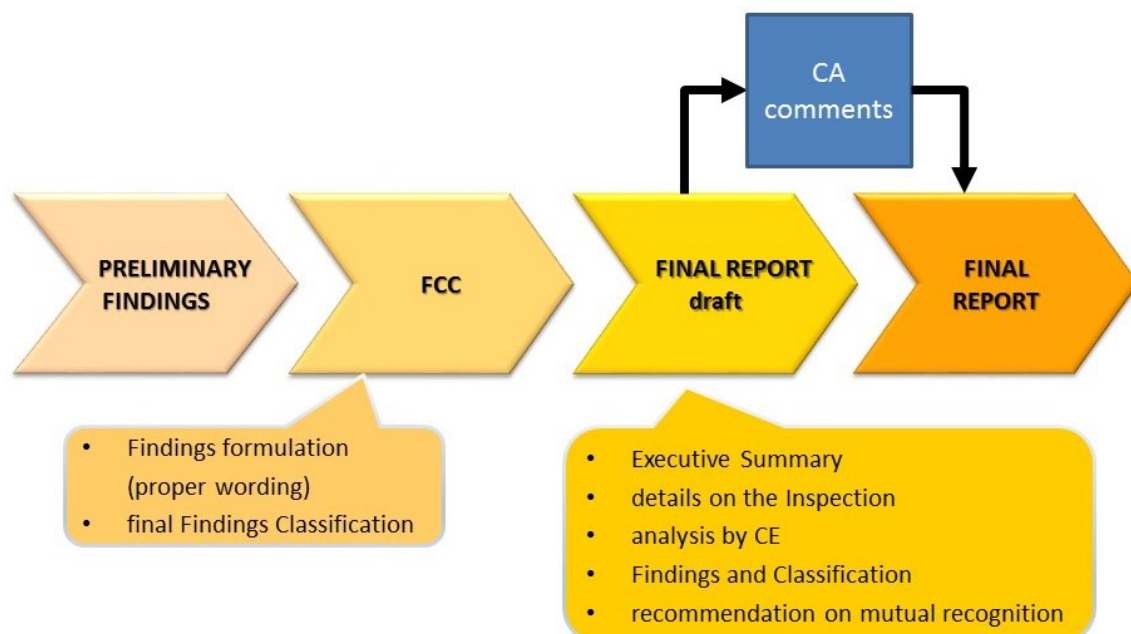 CA
comments
PRELIMINARY
FINDINGS
FCC
FINAL REPORT
draft
FINAL
REPORT
• Findings formulation
(proper wording)
• final Findings Classification
• Executive Summary
• details on the Inspection
• analysis by CE
• Findings and Classification
• recommendation on mutual recognition